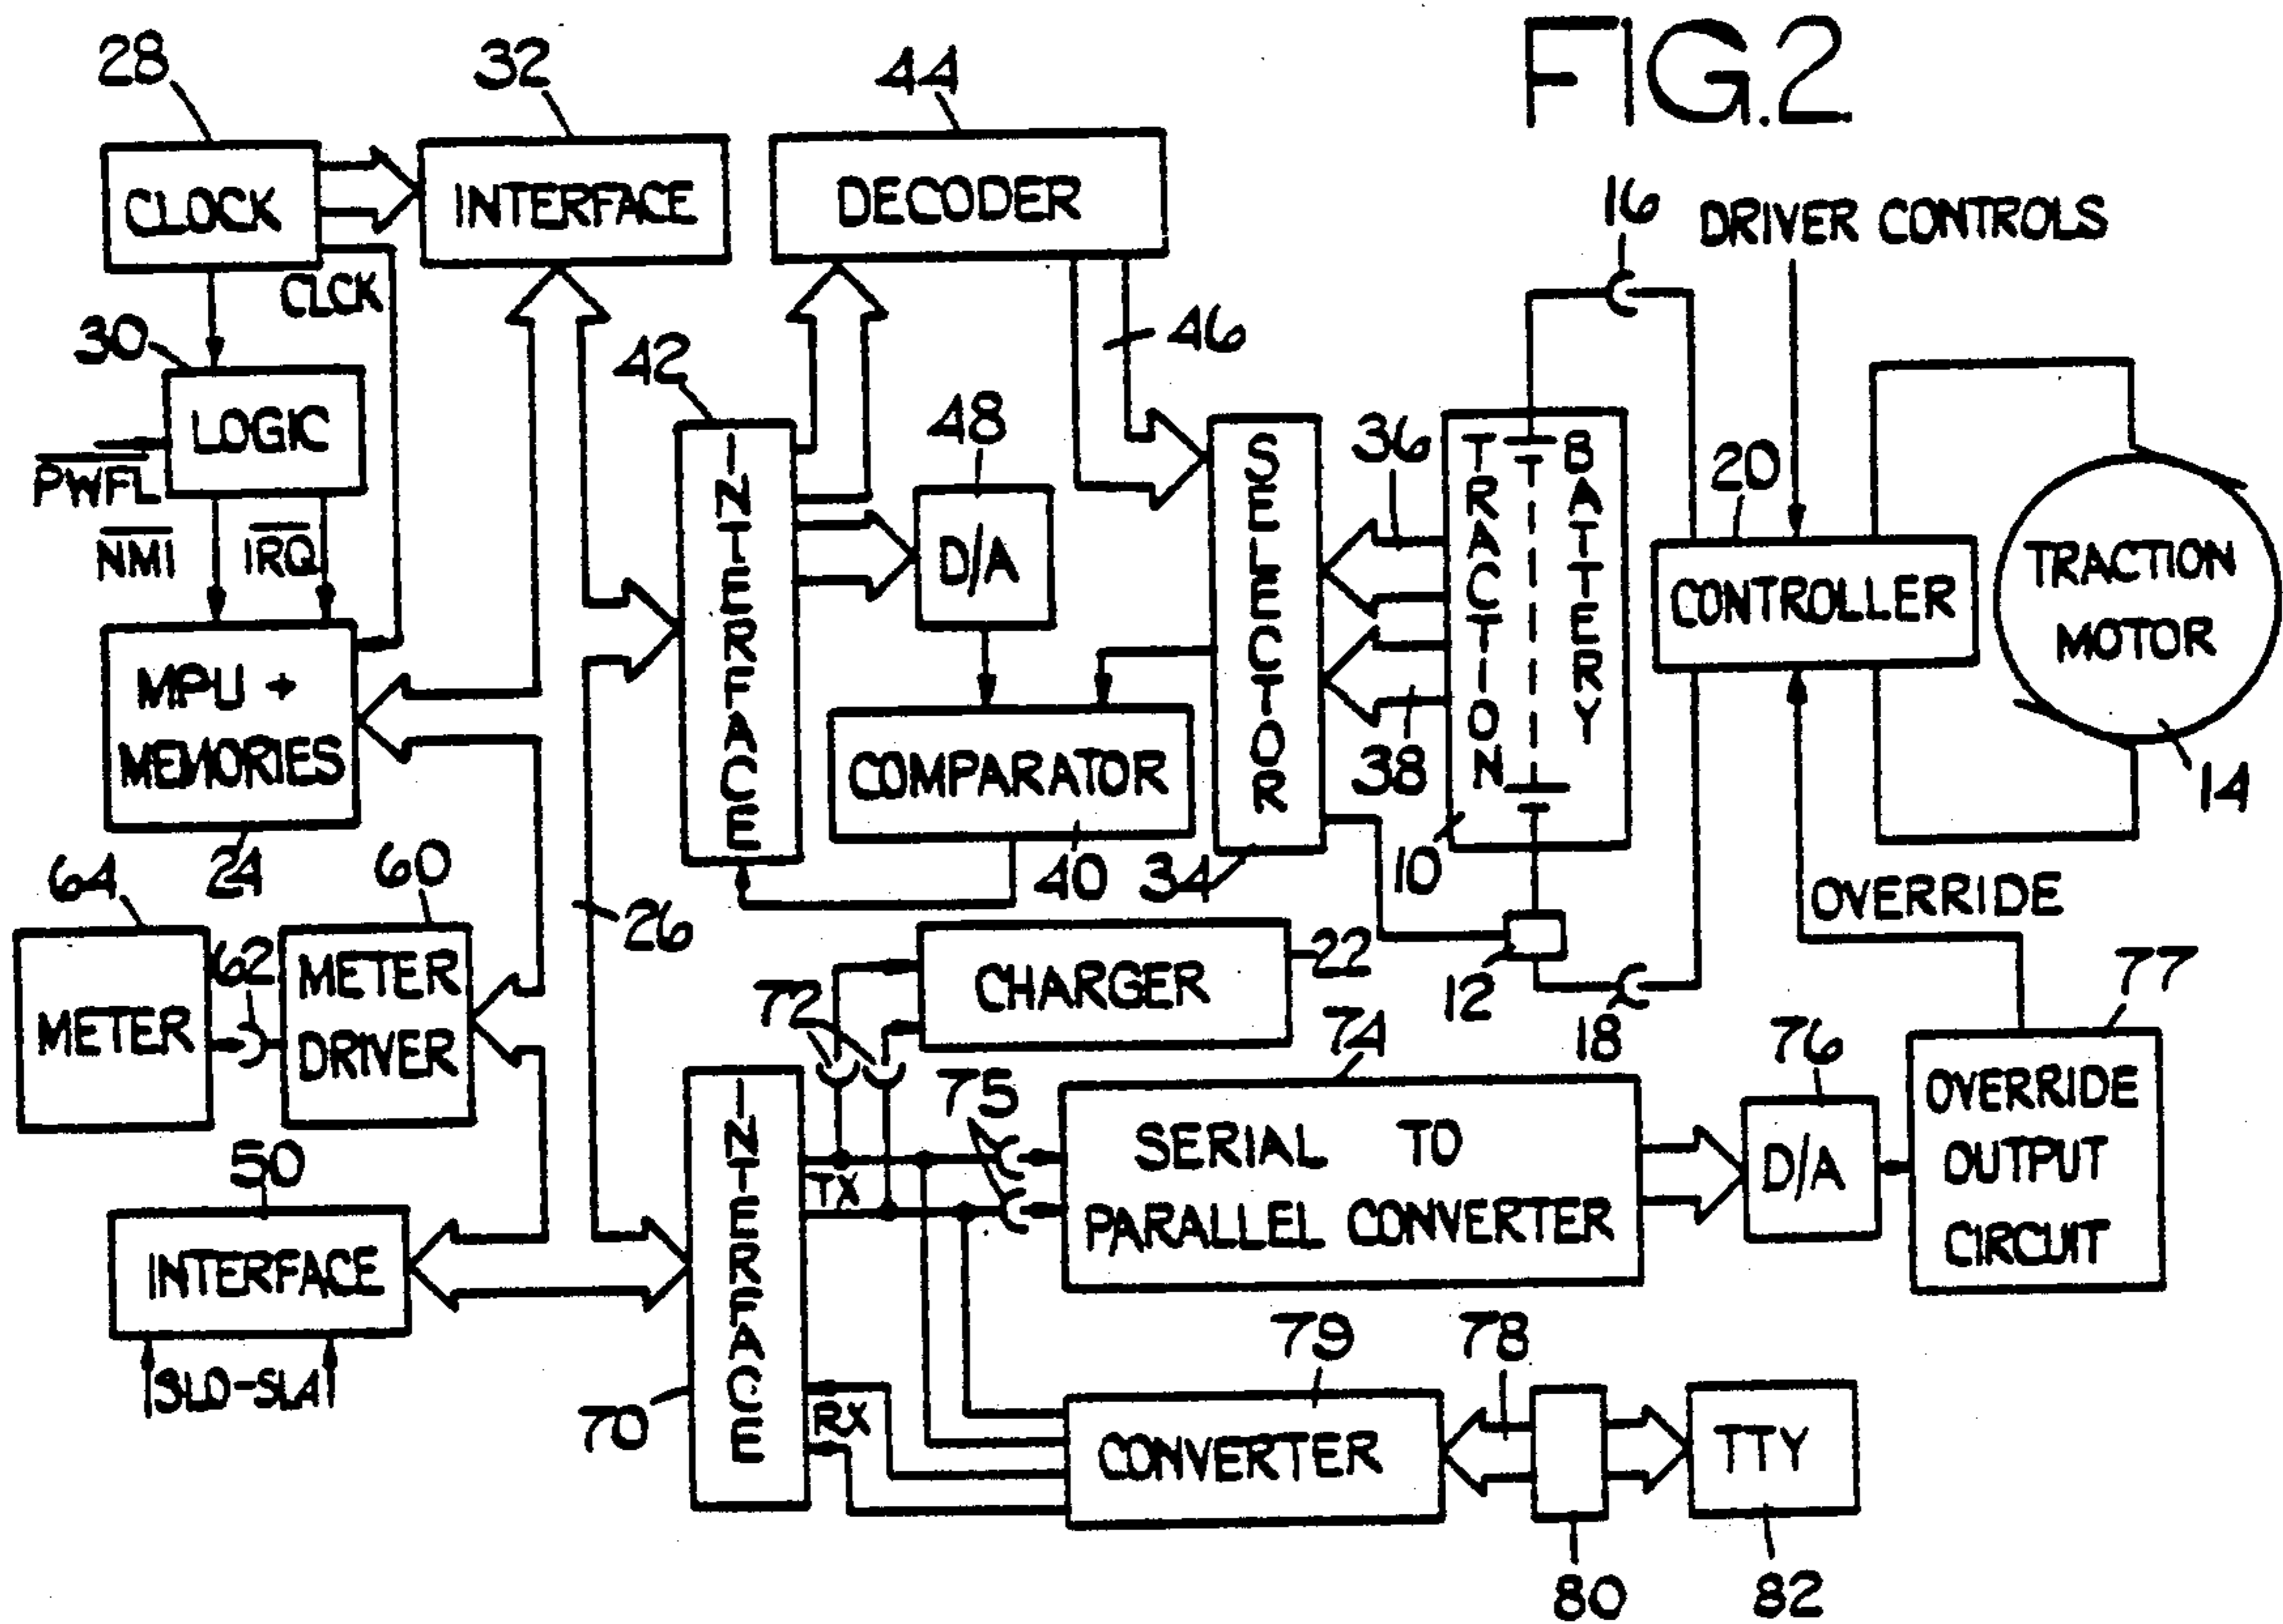 FIG.2
28
32
44
CLOCK
INTERFACE
DECODER
16
DRIVER CONTROLS
CLCK
30
42
46
LOGIC
PWFL
NMI
IRQ
48
D/A
INTERFACE
SELECTOR
36
TRACTION
BATTERY
20
CONTROLLER
TRACTION
MOTOR
14
MPU +
MEMORIES
24
COMPARATOR
40
34
38
10
OVERRIDE
64
60
26
62
METER
METER
DRIVER
CHARGER
22
12
18
72
74
77
76
75
50
INTERFACE
INTERFACE
TX
SERIAL TO
PARALLEL CONVERTER
D/A
OVERRIDE
OUTPUT
CIRCUIT
SLD-SLA
70
RX
79
78
CONVERTER
TTY
80
82